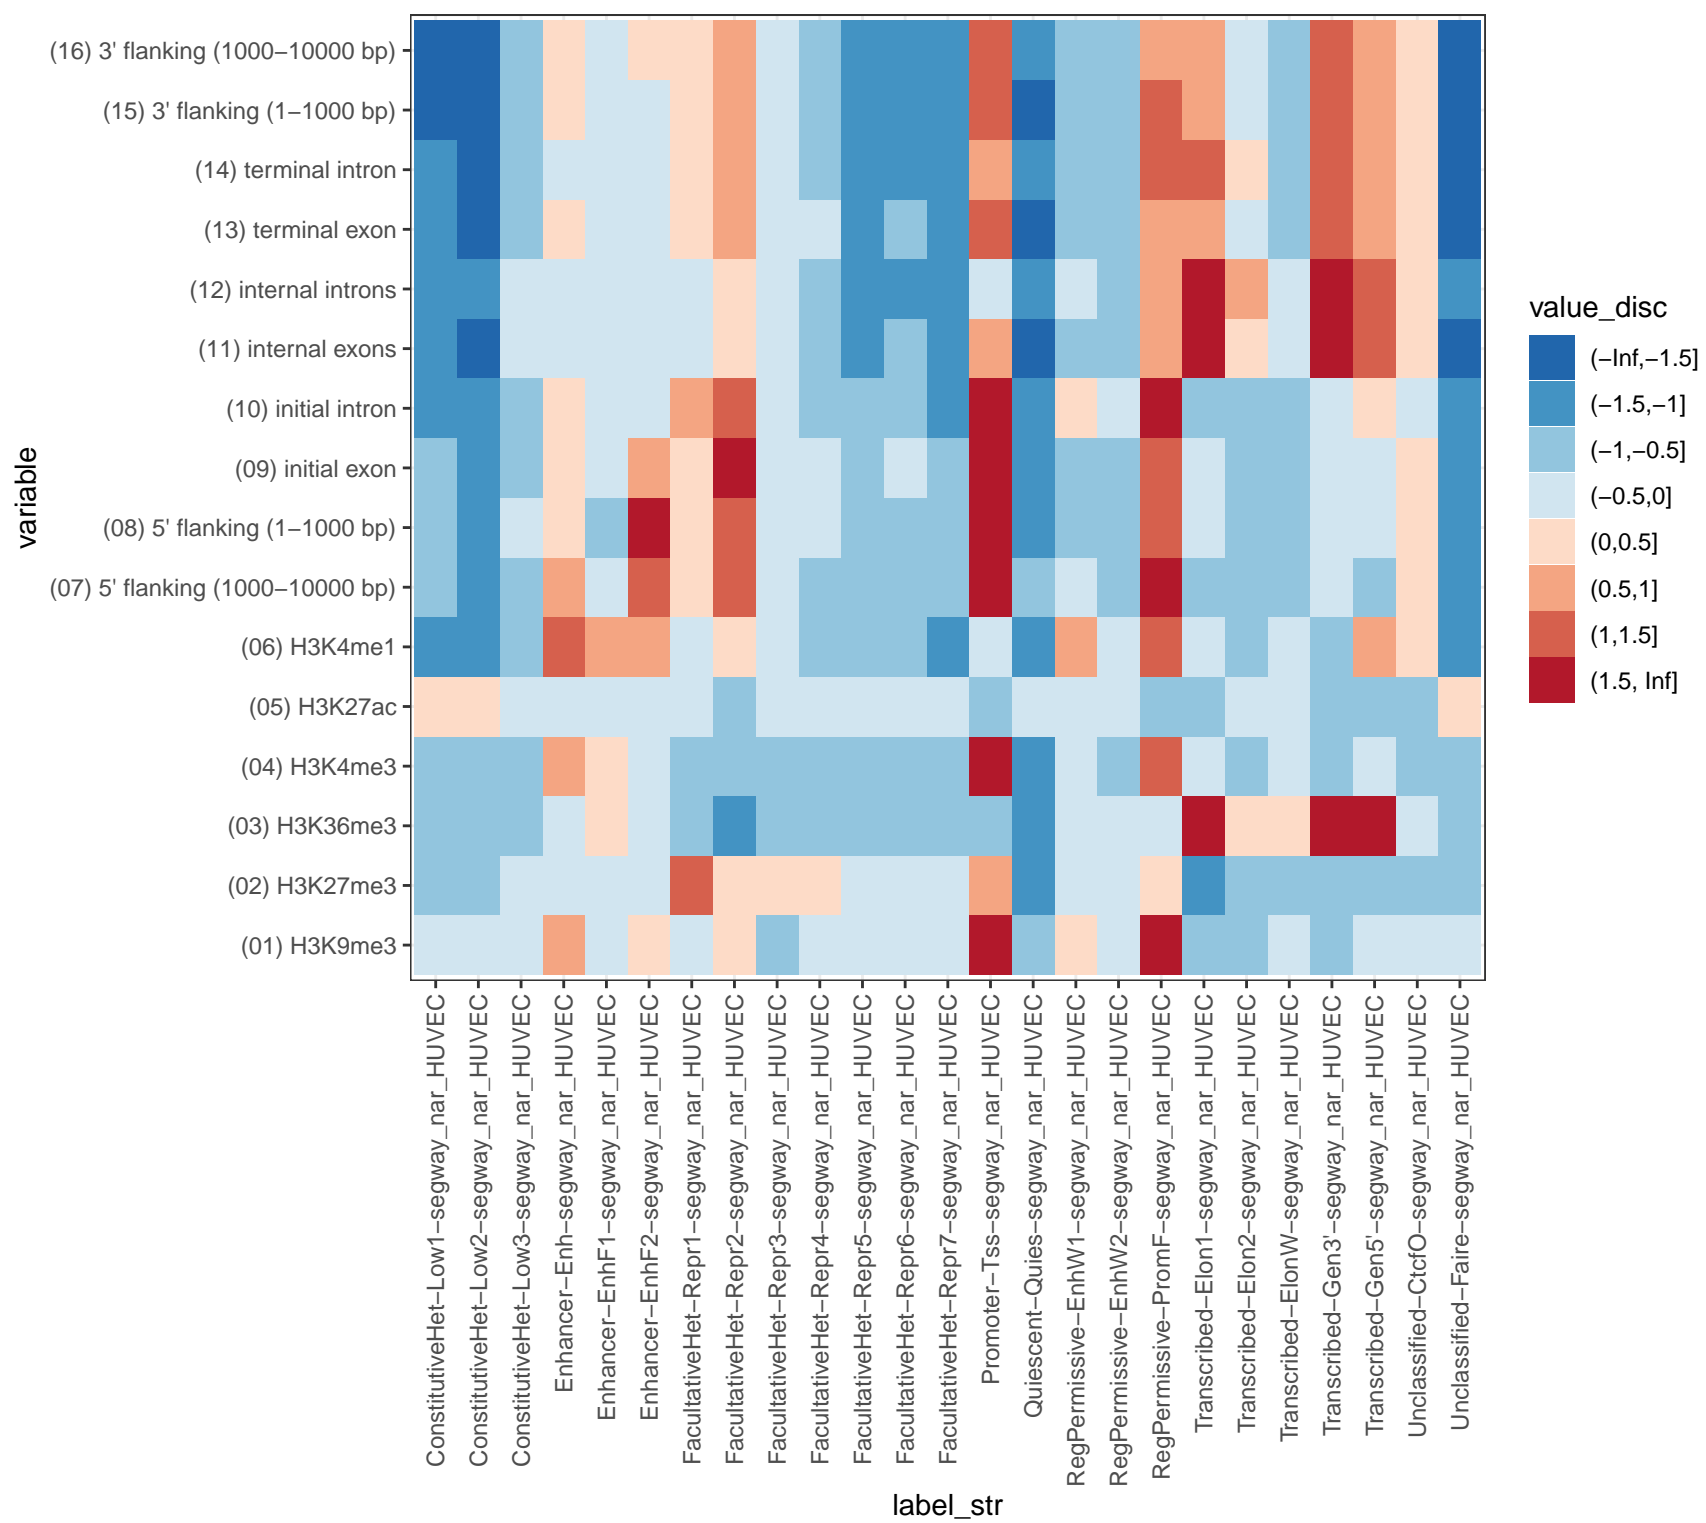 variable
(16) 3' flanking (1000−10000 bp)
(15) 3' flanking (1−1000 bp)
(14) terminal intron
(13) terminal exon
(12) internal introns
(11) internal exons
(10) initial intron
(09) initial exon
(08) 5' flanking (1−1000 bp)
(07) 5' flanking (1000−10000 bp)
(06) H3K4me1
(05) H3K27ac
(04) H3K4me3
(03) H3K36me3
(02) H3K27me3
(01) H3K9me3
ConstitutiveHet−Low1−segway_nar_HUVEC
ConstitutiveHet−Low2−segway_nar_HUVEC
ConstitutiveHet−Low3−segway_nar_HUVEC
Enhancer−Enh−segway_nar_HUVEC
Enhancer−EnhF1−segway_nar_HUVEC
Enhancer−EnhF2−segway_nar_HUVEC
FacultativeHet−Repr1−segway_nar_HUVEC
FacultativeHet−Repr2−segway_nar_HUVEC
FacultativeHet−Repr3−segway_nar_HUVEC
FacultativeHet−Repr4−segway_nar_HUVEC
FacultativeHet−Repr5−segway_nar_HUVEC
FacultativeHet−Repr6−segway_nar_HUVEC
FacultativeHet−Repr7−segway_nar_HUVEC
Promoter−Tss−segway_nar_HUVEC
Quiescent−Quies−segway_nar_HUVEC
RegPermissive−EnhW1−segway_nar_HUVEC
RegPermissive−EnhW2−segway_nar_HUVEC
RegPermissive−PromF−segway_nar_HUVEC
Transcribed−Elon1−segway_nar_HUVEC
Transcribed−Elon2−segway_nar_HUVEC
Transcribed−ElonW−segway_nar_HUVEC
Transcribed−Gen3'−segway_nar_HUVEC
Transcribed−Gen5'−segway_nar_HUVEC
Unclassified−CtcfO−segway_nar_HUVEC
Unclassified−Faire−segway_nar_HUVEC
label_str
value_disc
(−Inf,−1.5]
(−1.5,−1]
(−1,−0.5]
(−0.5,0]
(0,0.5]
(0.5,1]
(1,1.5]
(1.5, Inf]